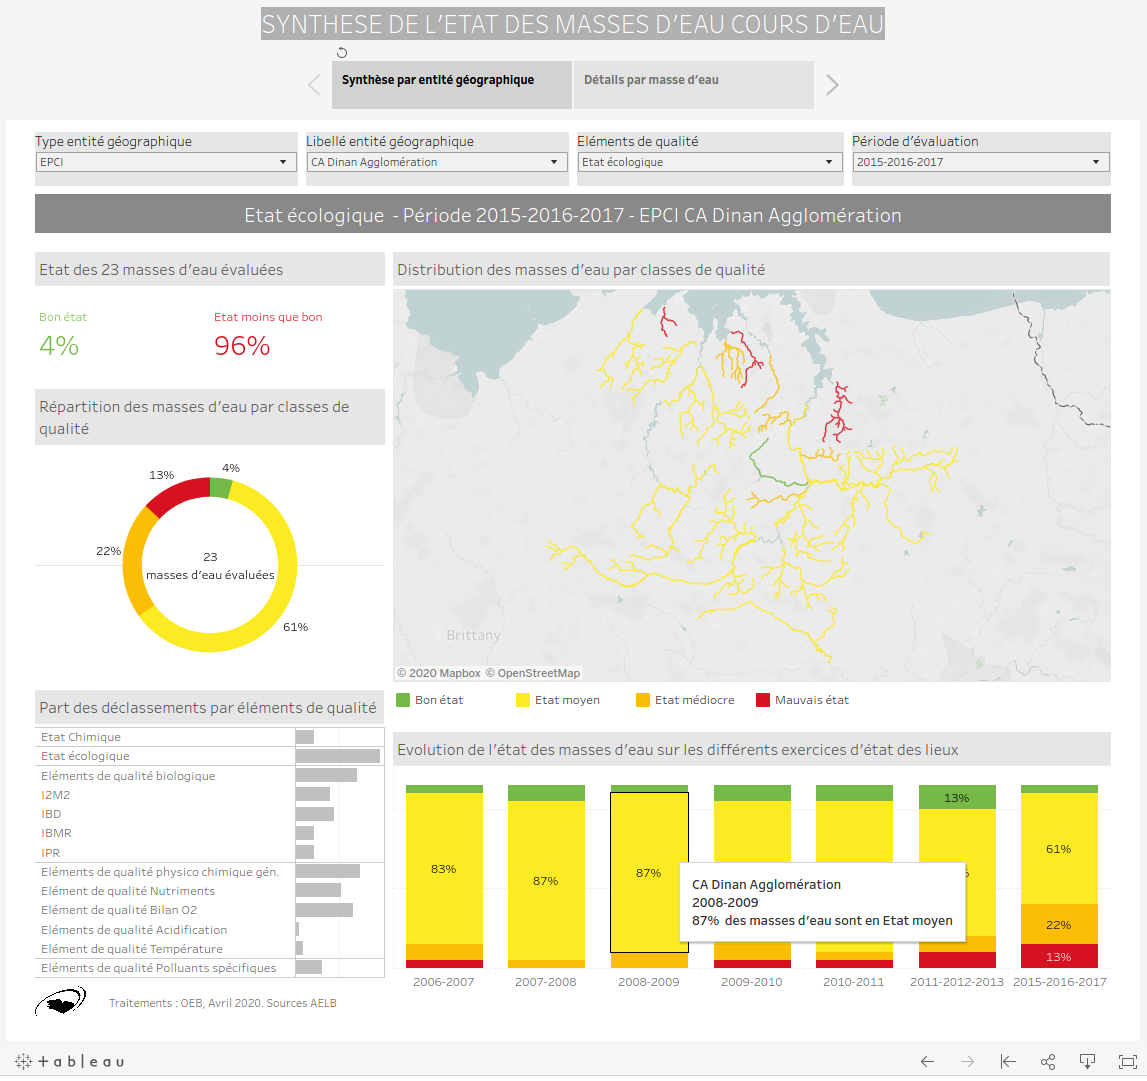 SYNTHESE DE L'ETAT DES MASSES D'EAU COURS D'EAU
Synthèse par entité géographique
Détails par masse d'eau
Type entité géographique
Libellé entité géographique
Eléments de qualité
Période d'évaluation
EPCI
CA Dinan Agglomération
Etat écologique
2015-2016-2017
Etat écologique - Période 2015-2016-2017 - EPCI CA Dinan Agglomération
Etat des 23 masses d'eau évaluées
Bon état
Etat moins que bon
4%
96%
Répartition des masses d'eau par classes de
qualité
4%
13%
22%
23
masses d'eau évaluées
61%
Part des déclassements par éléments de qualité
Etat Chimique
Etat écologique
Eléments de qualité biologique
I2M2
IBD
IBMR
IPR
Eléments de qualité physico chimique gén.
Elément de qualité Nutriments
Elément de qualité Bilan O2
Eléments de qualité Acidification
Elément de qualité Température
Eléments de qualité Polluants spécifiques
Traitements : OEB, Avril 2020. Sources AELB
Distribution des masses d'eau par classes de qualité
Brittany
© 2020 Mapbox © OpenStreetMap
Bon état
Etat moyen
Etat médiocre
Mauvais état
Evolution de l'état des masses d'eau sur les différents exercices d'état des lieux
83%
87%
87%
13%
61%
22%
13%
CA Dinan Agglomération
2008-2009
87% des masses d'eau sont en Etat moyen
2006-2007
2007-2008
2008-2009
2009-2010
2010-2011
2011-2012-2013
2015-2016-2017
+ableau